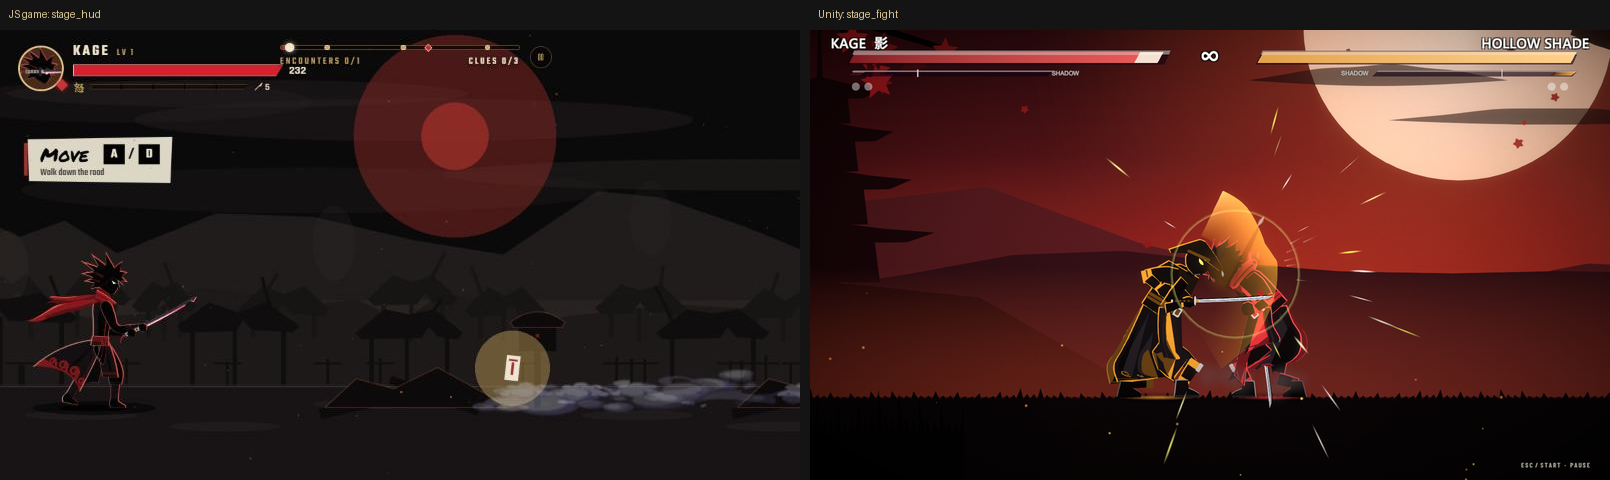 JS game: stage_hud
KAGE LV 1
232
5
ENCOUNTERS 0/1
CLUES 0/3
MOVE A / D
Walk down the road
Unity: stage_fight
KAGE 影
∞
HOLLOW SHADE
SHADOW
SHADOW
ESC / START - PAUSE